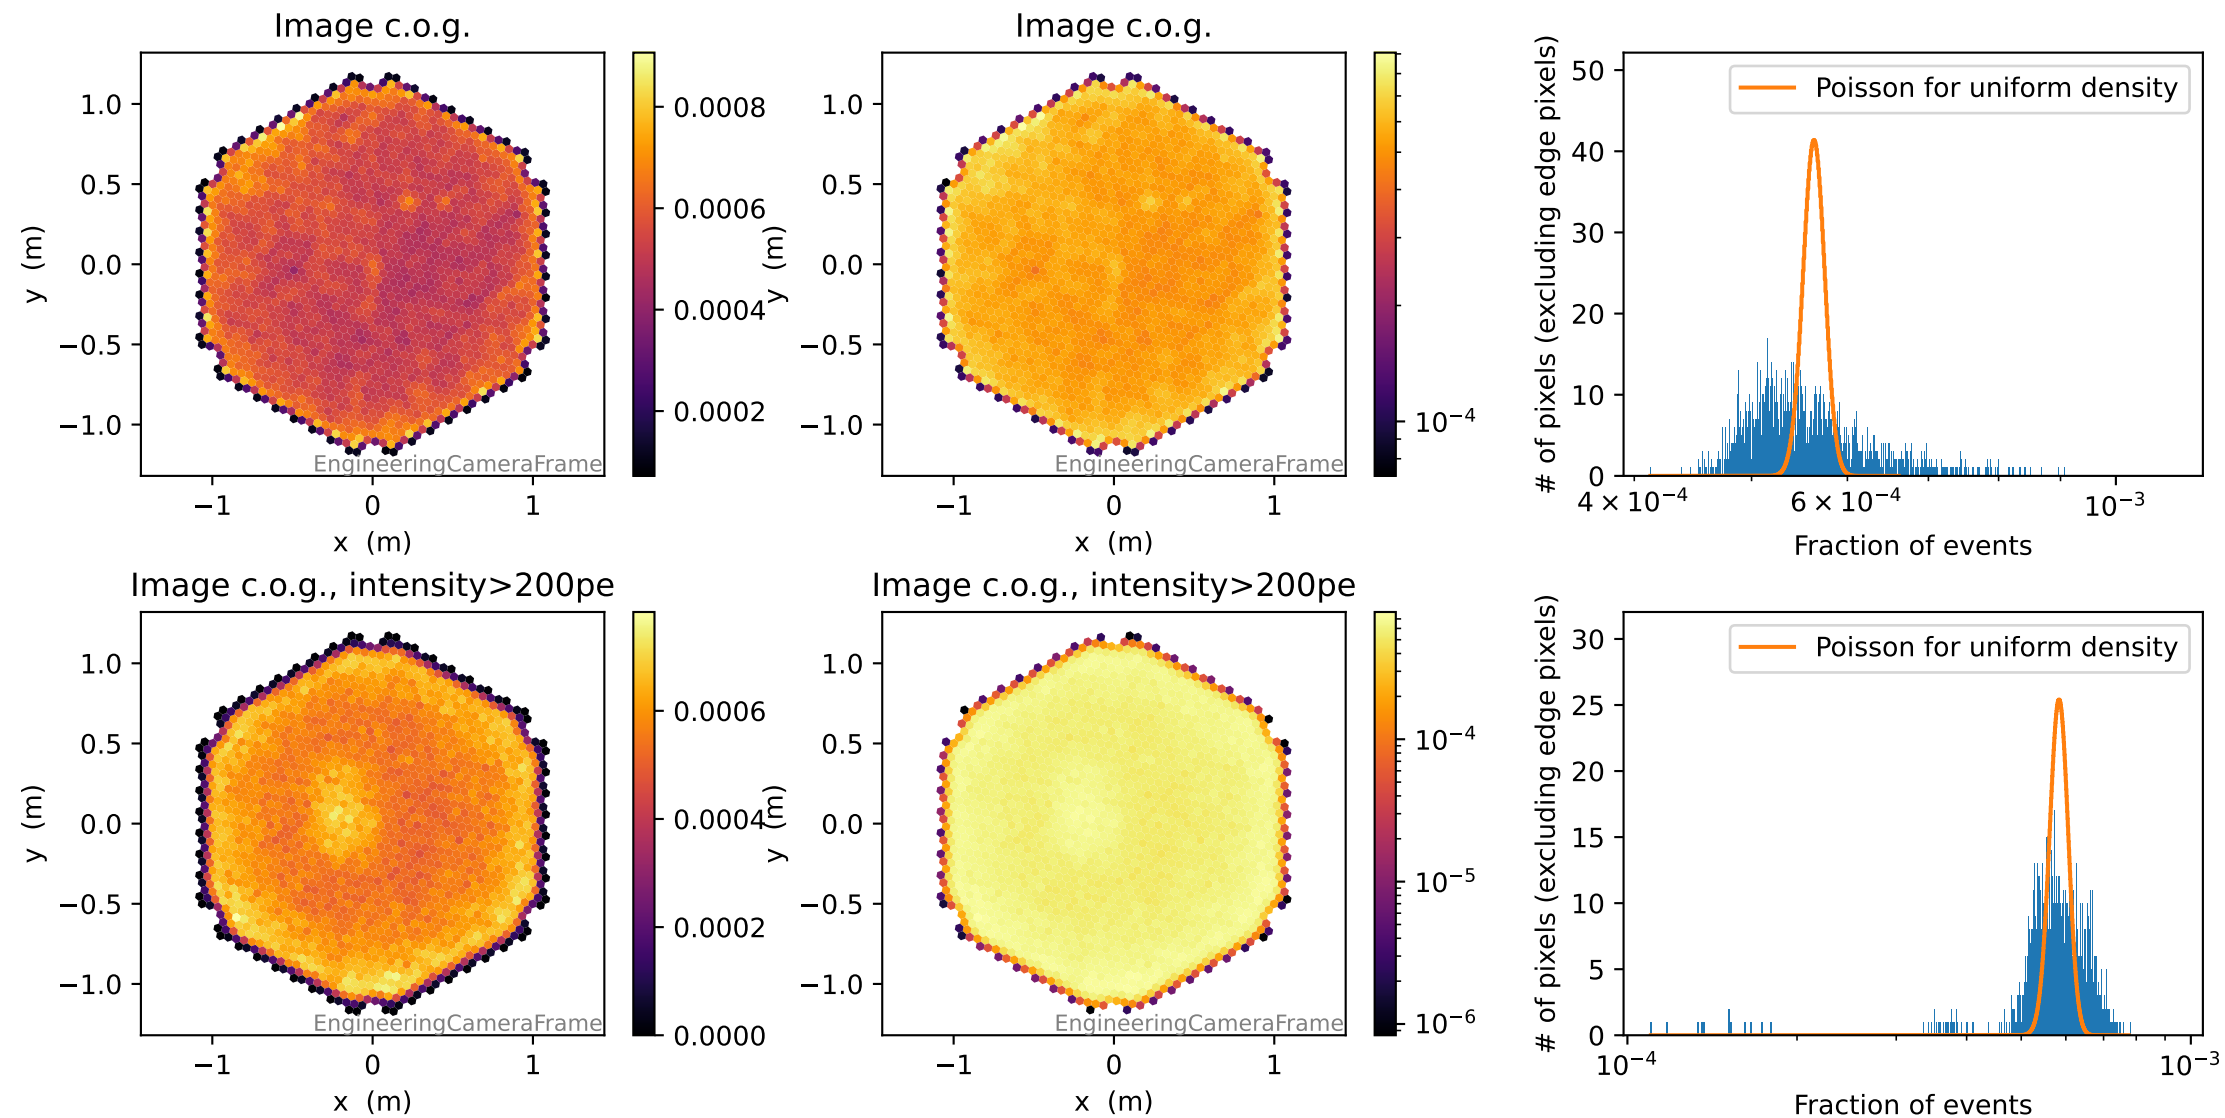 Image c.o.g.
1.0
0.5
0.0
−0.5
−1.0
y (m)
−1
0
1
x (m)
EngineeringCameraFrame
0.0008
0.0006
0.0004
0.0002
Image c.o.g.
1.0
0.5
0.0
−0.5
−1.0
y (m)
−1
0
1
x (m)
EngineeringCameraFrame
10⁻⁴
50
40
30
20
10
0
# of pixels (excluding edge pixels)
Poisson for uniform density
4 × 10⁻⁴
6 × 10⁻⁴
10⁻³
Fraction of events
Image c.o.g., intensity>200pe
1.0
0.5
0.0
−0.5
−1.0
y (m)
−1
0
1
x (m)
EngineeringCameraFrame
0.0006
0.0004
0.0002
0.0000
Image c.o.g., intensity>200pe
1.0
0.5
0.0
−0.5
−1.0
y (m)
−1
0
1
x (m)
EngineeringCameraFrame
10⁻⁴
10⁻⁵
10⁻⁶
30
25
20
15
10
5
0
# of pixels (excluding edge pixels)
Poisson for uniform density
10⁻⁴
10⁻³
Fraction of events